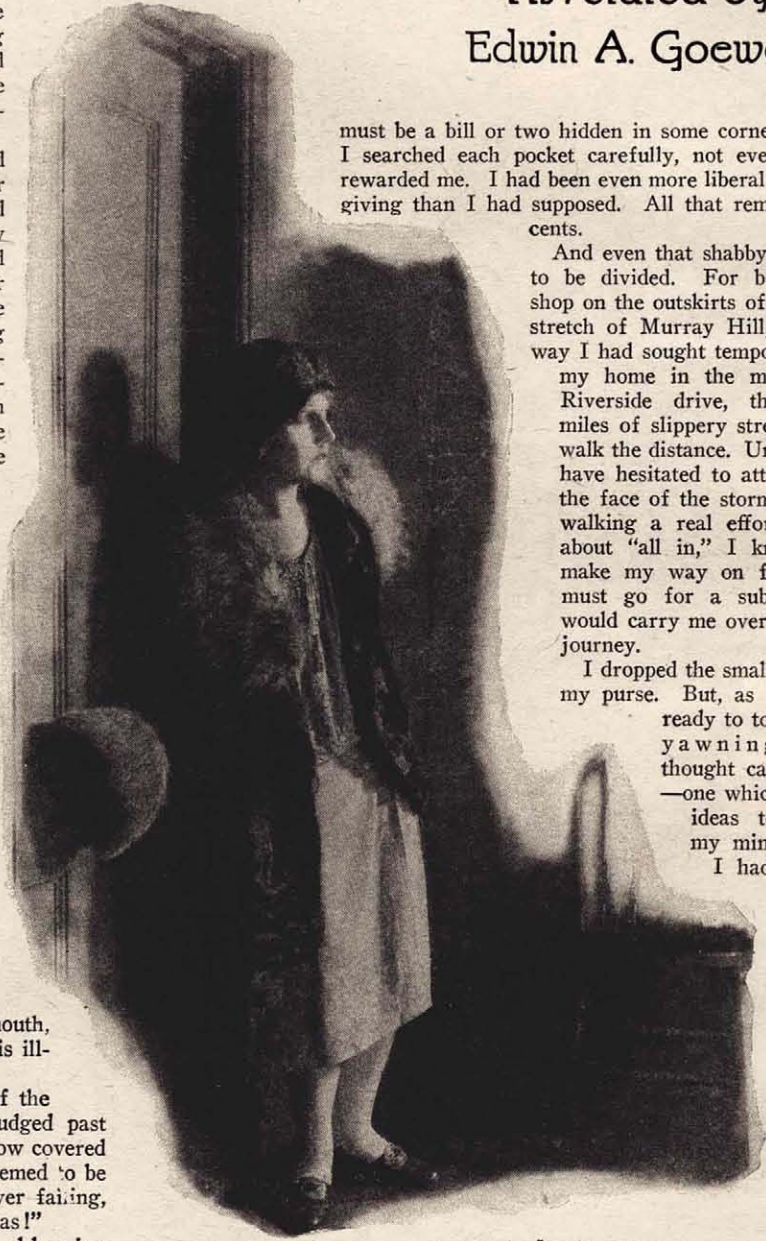 Edwin A. Goew
must be a bill or two hidden in some corne
I searched each pocket carefully, not eve
rewarded me. I had been even more liberal
giving than I had supposed. All that rem
cents.
And even that shabby
to be divided. For b
shop on the outskirts of
stretch of Murray Hill
way I had sought tempo
my home in the m
Riverside drive, th
miles of slippery stre
walk the distance. Un
have hesitated to att
the face of the storm
walking a real effor
about “all in,” I k
make my way on f
must go for a sub
would carry me over
journey.
I dropped the smal
my purse. But, as
ready to to
yawning
thought ca
—one whic
ideas t
my min
I had
outh,
is ill-
f the
udged past
ow covered
emed to be
ver falling,
as!”